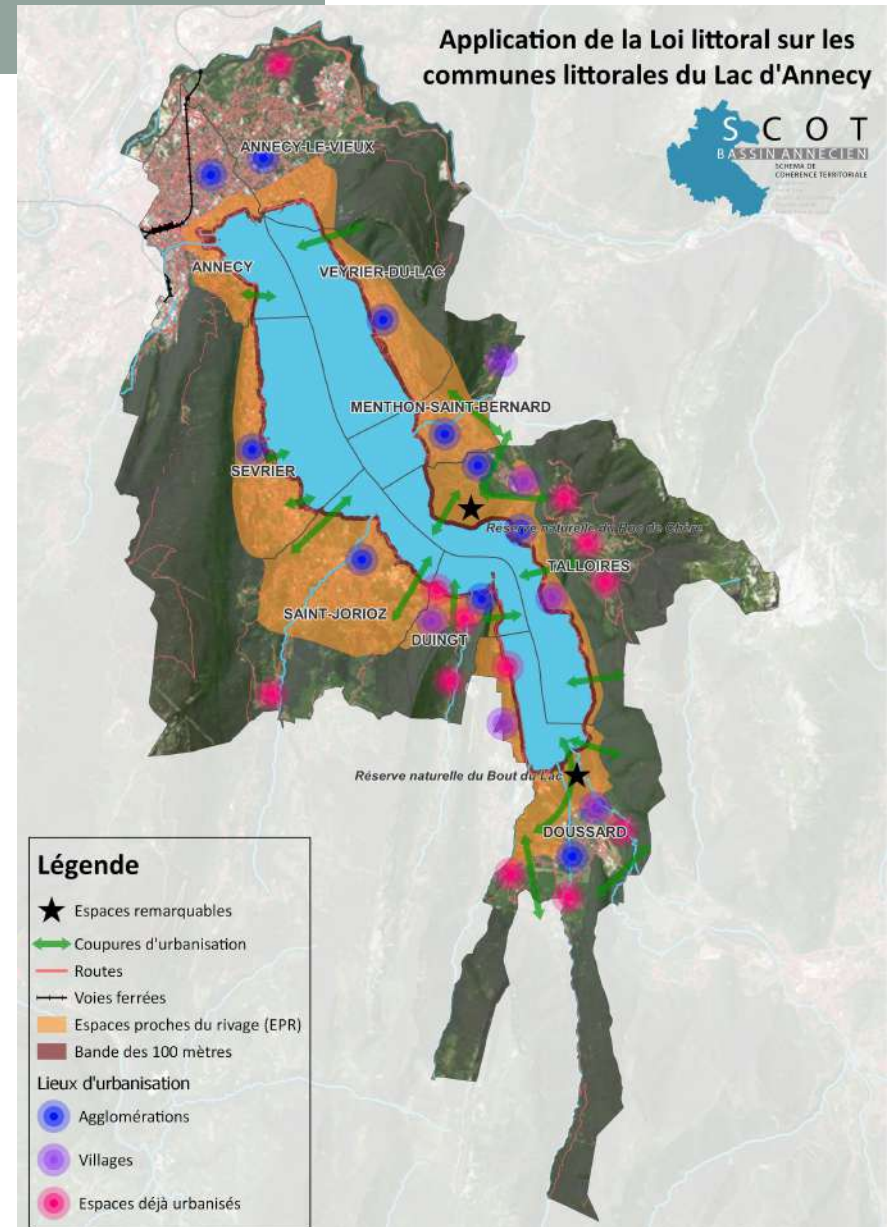 Application de la Loi littoral sur les
communes littorales du Lac d'Annecy
SCOT
BASSIN ANNECIEN
SCHEMA DE
COHERENCE TERRITORIALE
ANNECY-LE-VIEUX
ANNECY
VEYRIER-DU-LAC
MENTHON-SAINT-BERNARD
SEVRIER
Réserve naturelle du Roc de Chère
TALLOIRES
SAINT-JORIOZ
DUINGT
Réserve naturelle du Bout du Lac
DOUSSARD
Légende
Espaces remarquables
Coupures d'urbanisation
Routes
Voies ferrées
Espaces proches du rivage (EPR)
Bande des 100 mètres
Lieux d'urbanisation
Agglomérations
Villages
Espaces déjà urbanisés